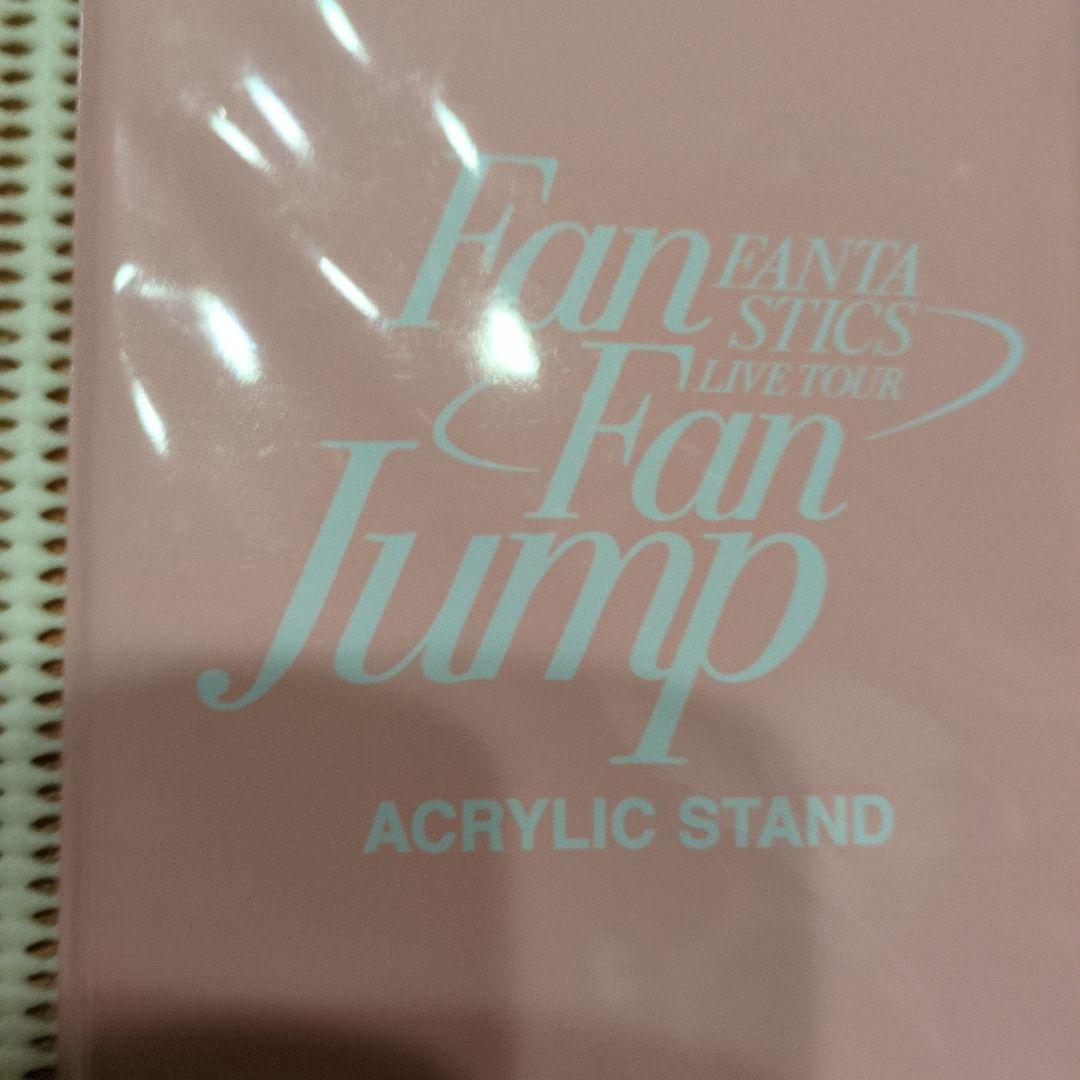 Fan
FANTA
STICS
LIVE TOUR
Fan
Jump
ACRYLIC STAND